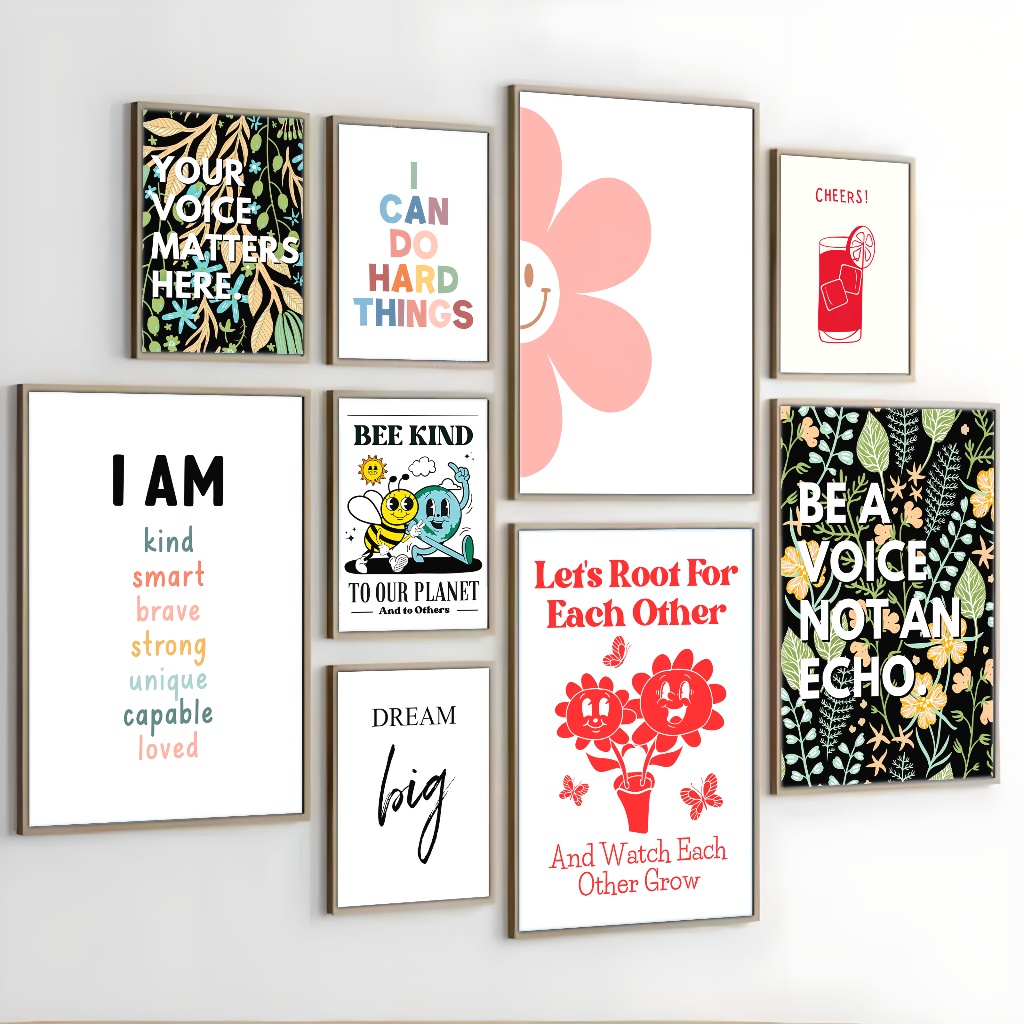 YOUR
VOICE
MATTERS
HERE.
I
CAN
DO
HARD
THINGS
CHEERS!
I AM
kind
smart
brave
strong
unique
capable
loved
BEE KIND
TO OUR PLANET
And to Others
DREAM
big
Let's Root For
Each Other
And Watch Each
Other Grow
BE A
VOICE
NOT AN
ECHO.